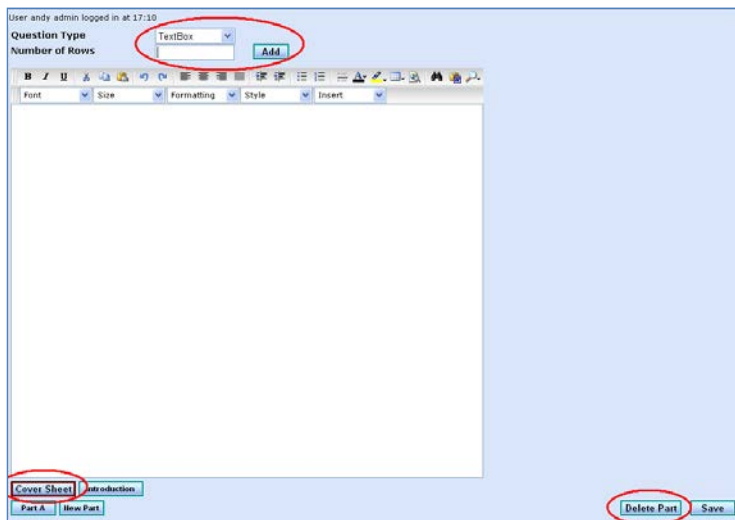 User andy admin logged in at 17:10
Question Type TextBox
Number of Rows Add
B I U
Font Size Formatting Style Insert
Cover Sheet Introduction
Part A New Part Delete Part Save